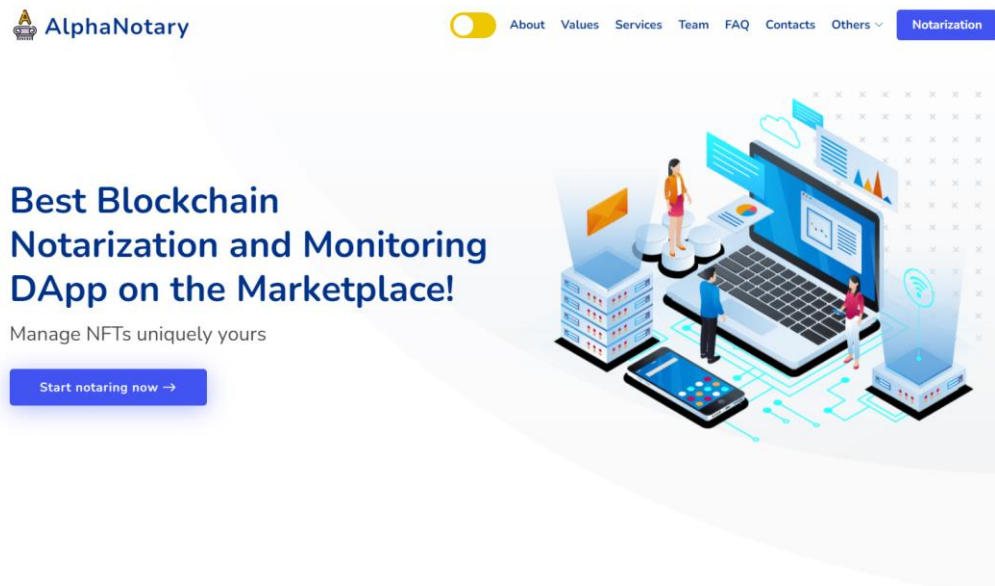 AlphaNotary
About Values Services Team FAQ Contacts Others Notarization
Best Blockchain
Notarization and Monitoring
DApp on the Marketplace!
Manage NFTs uniquely yours
Start notaring now →